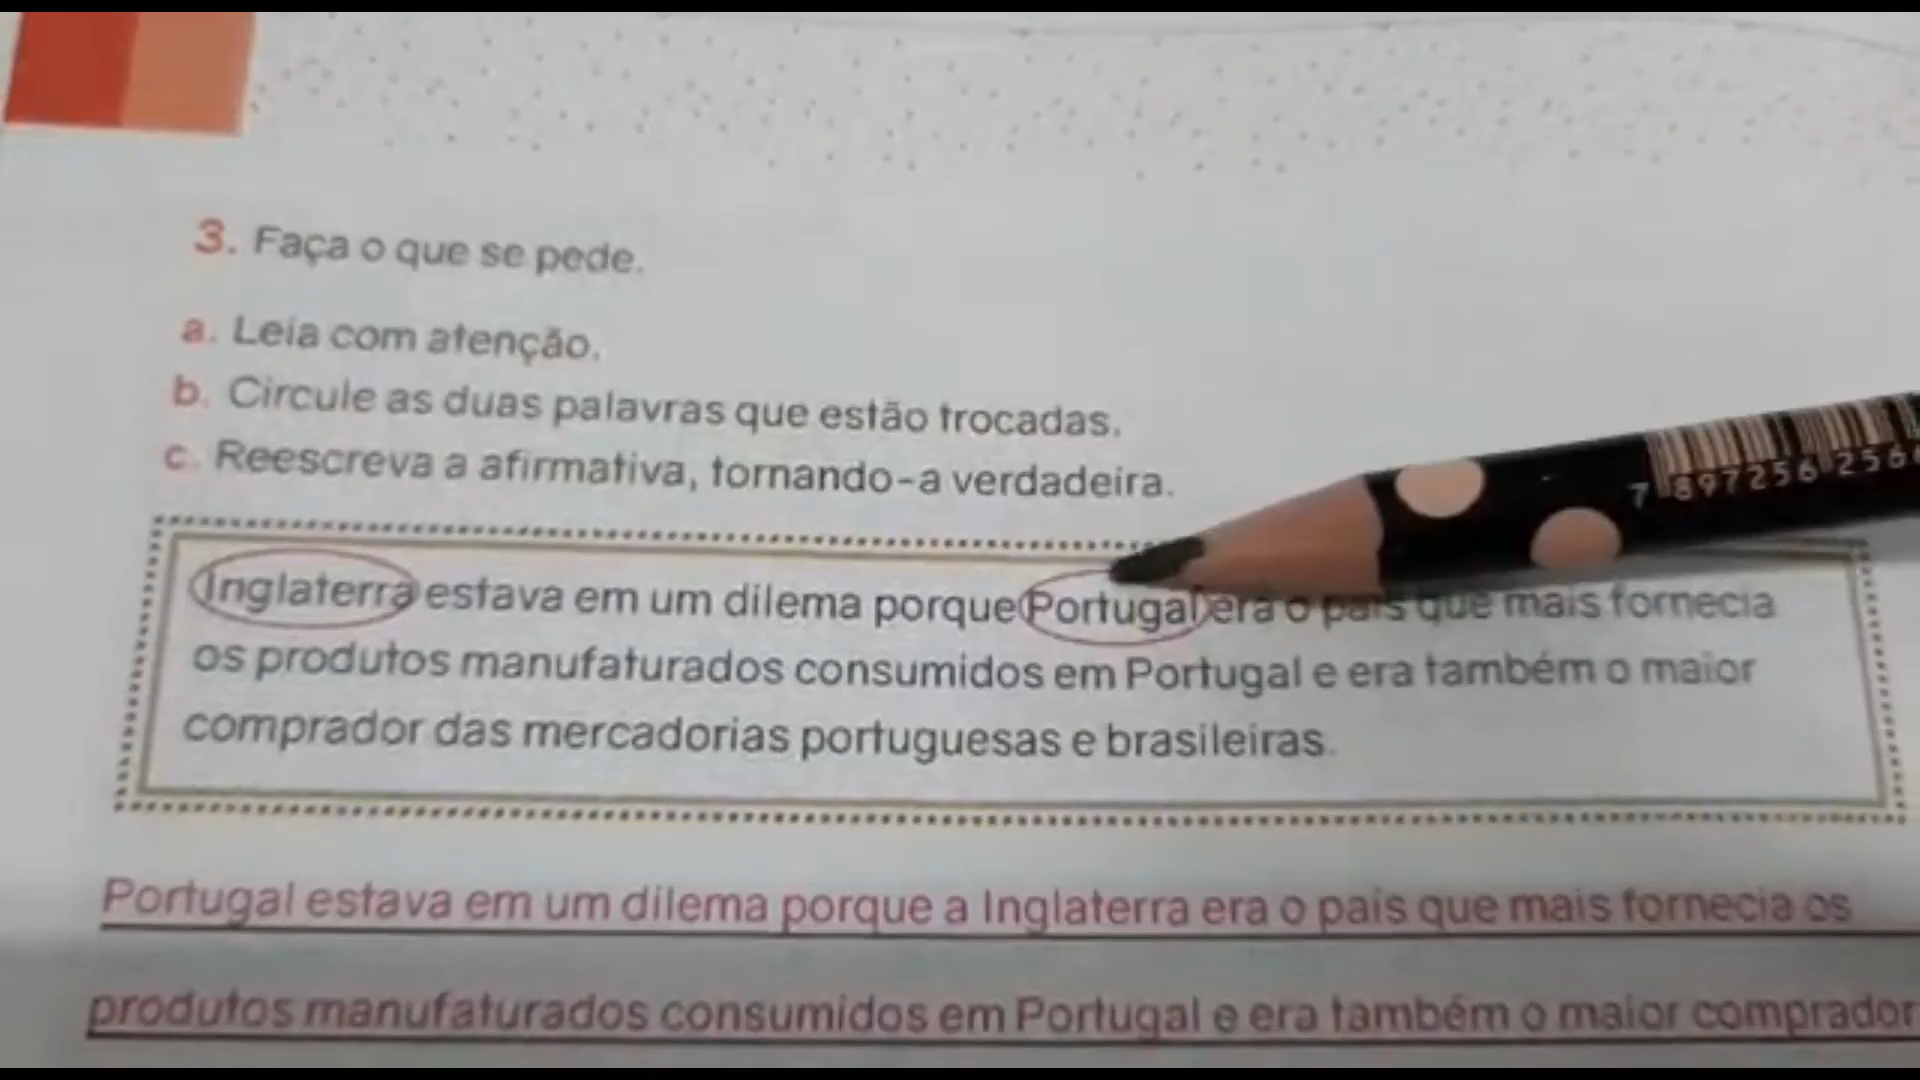 3. Faça o que se pede.
a. Leia com atenção.
b. Circule as duas palavras que estão trocadas.
c. Reescreva a afirmativa, tornando-a verdadeira.
7 897256 256
Inglaterra estava em um dilema porque Portugal era o país que mais fornecia
os produtos manufaturados consumidos em Portugal e era também o maior
comprador das mercadorias portuguesas e brasileiras.
Portugal estava em um dilema porque a Inglaterra era o país que mais fornecia os
produtos manufaturados consumidos em Portugal e era também o maior comprador